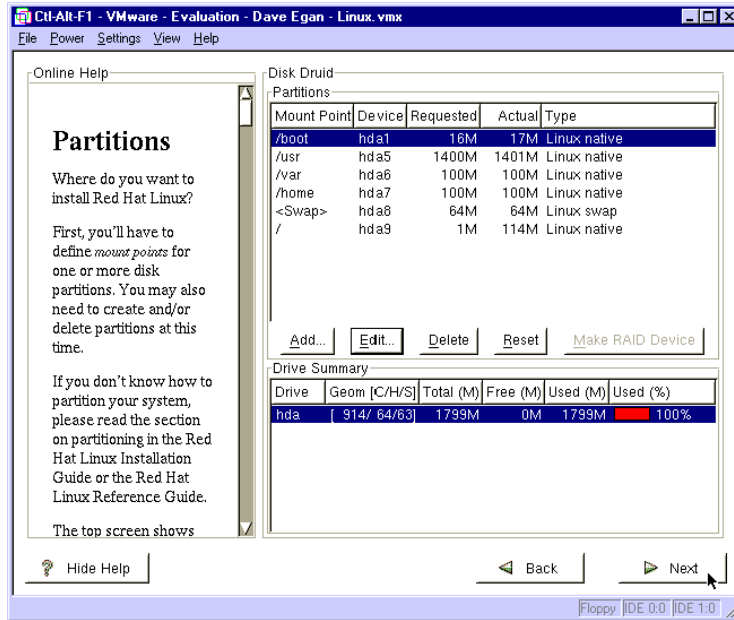 Ctl-Alt-F1 - VMware - Evaluation - Dave Egan - Linux.vmx
File Power Settings View Help
Online Help
Partitions
Where do you want to
install Red Hat Linux?
First, you'll have to
define mount points for
one or more disk
partitions. You may also
need to create and/or
delete partitions at this
time.
If you don't know how to
partition your system,
please read the section
on partitioning in the Red
Hat Linux Installation
Guide or the Red Hat
Linux Reference Guide.
The top screen shows
Disk Druid
Partitions
Mount Point Device Requested Actual Type
/boot hda1 16M 17M Linux native
/usr hda5 1400M 1401M Linux native
/var hda6 100M 100M Linux native
/home hda7 100M 100M Linux native
<Swap> hda8 64M 64M Linux swap
/ hda9 1M 114M Linux native
Add... Edit... Delete Reset Make RAID Device
Drive Summary
Drive Geom [C/H/S] Total (M) Free (M) Used (M) Used (%)
hda [ 914/ 64/63] 1799M 0M 1799M 100%
? Hide Help Back Next
Floppy IDE 0:0 IDE 1:0